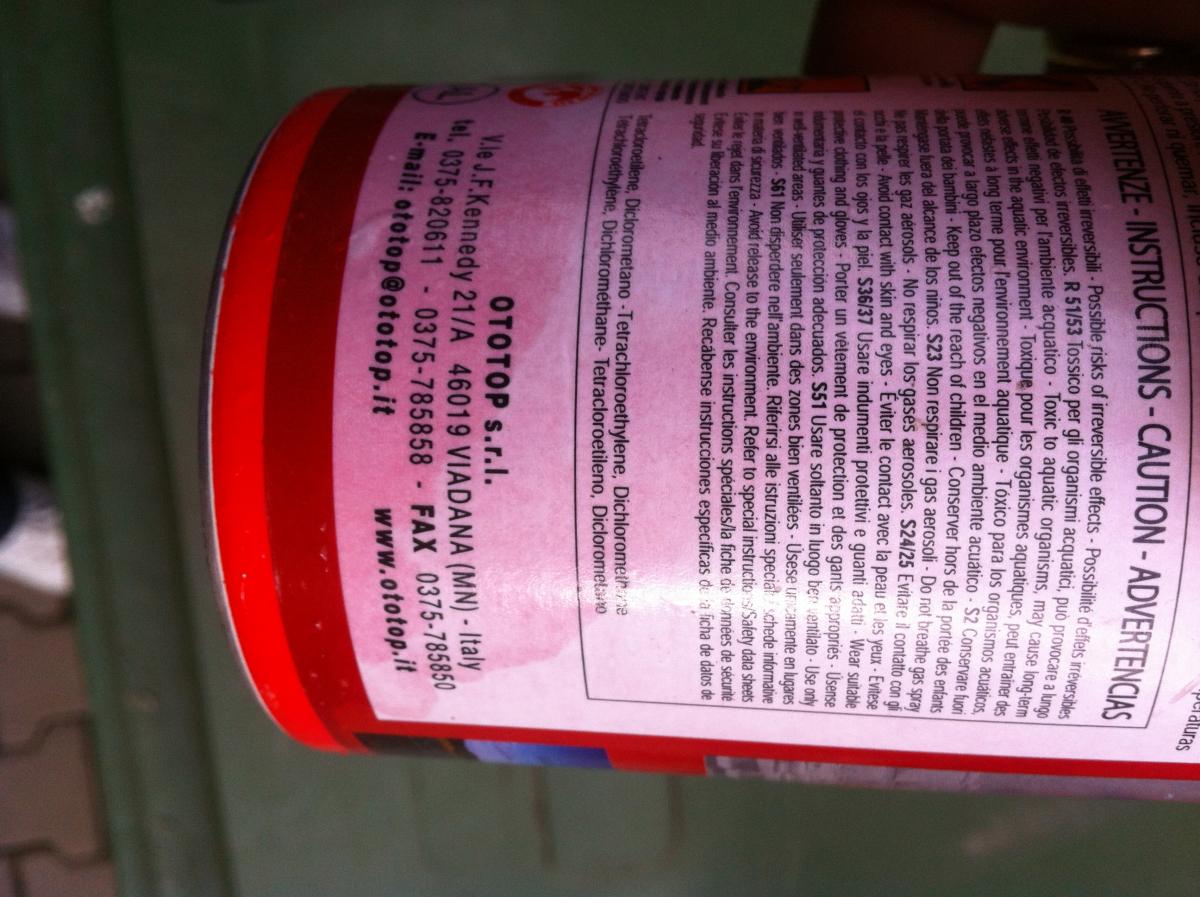 AVVERTENZE - INSTRUCTIONS - CAUTION - ADVERTENCIAS
Possibilità di effetti irreversibili - Possible risks of irreversible effects - Possibilité d'effets irréversibles
Posibilidad de efectos irreversibles. R 51/53 Tossico per gli organismi acquatici, può provocare a lungo
termine effetti negativi per l'ambiente acquatico - Toxic to aquatic organisms, may cause long-term
adverse effects in the aquatic environment - Toxique pour les organismes aquatiques, peut entraîner des
effets néfastes à long terme pour l'environnement aquatique - Tóxico para los organismos acuáticos,
puede provocar a largo plazo efectos negativos en el medio ambiente acuático - S2 Conservare fuori
della portata dei bambini - Keep out of the reach of children - Conserver hors de la portée des enfants
Manténgase fuera del alcance de los niños. S23 Non respirare i gas aerosoli - Do not breathe gas spray
Ne pas respirer les gaz aérosols - No respirar los gases aerosoles. S24/25 Evitare il contatto con gli
occhi e la pelle - Avoid contact with skin and eyes - Eviter le contact avec la peau et les yeux - Evítese
el contacto con los ojos y la piel. S36/37 Usare indumenti protettivi e guanti adatti - Wear suitable
protective clothing and gloves - Porter un vêtement de protection et des gants appropriés - Úsense
indumentaria y guantes de protección adecuados. S51 Usare soltanto in luogo ben ventilato - Use only
in well-ventilated areas - Utiliser seulement dans des zones bien ventilées - Úsese únicamente en lugares
bien ventilados - S61 Non disperdere nell'ambiente. Riferirsi alle istruzioni speciali/ schede informative
in materia di sicurezza - Avoid release to the environment. Refer to special instructions/Safety data sheets
Éviter le rejet dans l'environnement. Consulter les instructions spéciales/la fiche de données de sécurité
Evítese su liberación al medio ambiente. Recábense instrucciones específicas de la ficha de datos de
seguridad.
Tetracloroetilene, Diclorometano - Tetrachloroethylene, Dichloromethane
Tetrachloroéthylène, Dichlorométhane- Tetracloroetileno, Diclorometano
OTOTOP s.r.l.
V.le J.F.Kennedy 21/A 46019 VIADANA (MN) - Italy
tel. 0375-820611 - 0375-785858 - FAX 0375-785850
E-mail: ototop@ototop.it www.ototop.it